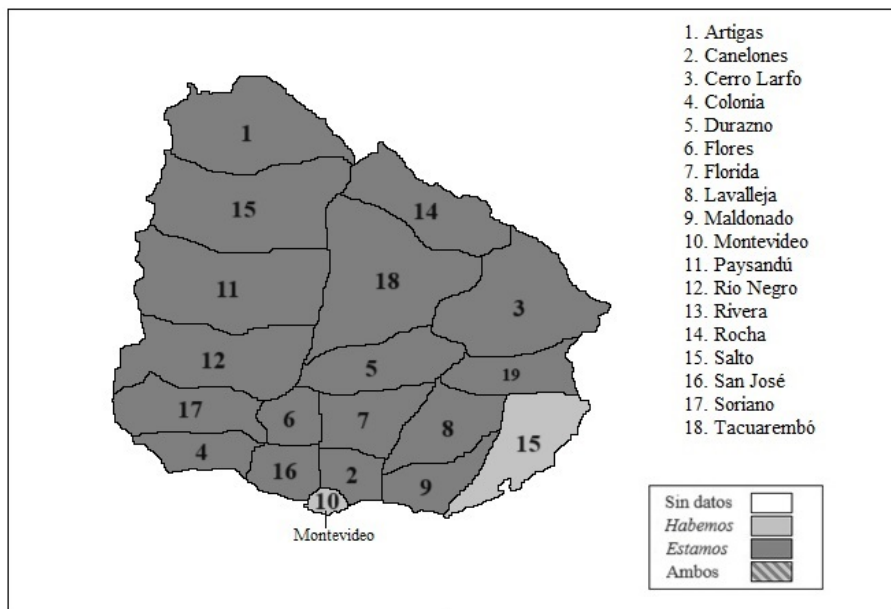 1. Artigas
2. Canelones
3. Cerro Larfo
4. Colonia
5. Durazno
6. Flores
7. Florida
8. Lavalleja
9. Maldonado
10. Montevideo
11. Paysandú
12. Río Negro
13. Rivera
14. Rocha
15. Salto
16. San José
17. Soriano
18. Tacuarembó
1
15
14
11
18
3
12
5
19
17
6
7
8
15
4
16
2
9
10
Montevideo
Sin datos
Habemos
Estamos
Ambos